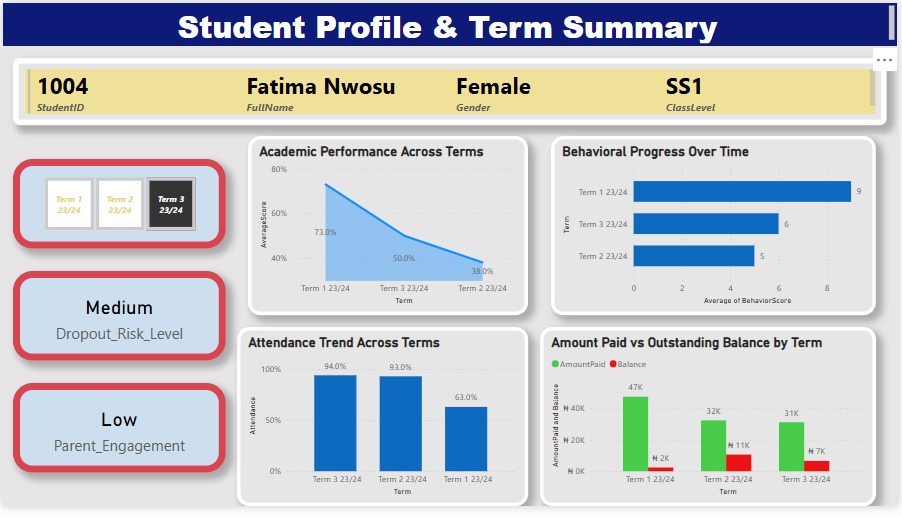 Student Profile & Term Summary
1004 Fatima Nwosu Female SS1
StudentID FullName Gender ClassLevel
Term 1 23/24
Term 2 23/24
Term 3 23/24
Medium
Dropout_Risk_Level
Low
Parent_Engagement
Academic Performance Across Terms
AverageScore
80%
60%
40%
73.0%
50.0%
38.0%
Term 1 23/24 Term 3 23/24 Term 2 23/24
Term
Behavioral Progress Over Time
Term
Term 1 23/24 9
Term 3 23/24 6
Term 2 23/24 5
0 2 4 6 8
Average of BehaviorScore
Attendance Trend Across Terms
Attendance
100%
50%
0%
94.0% 93.0% 63.0%
Term 3 23/24 Term 2 23/24 Term 1 23/24
Term
Amount Paid vs Outstanding Balance by Term
AmountPaid Balance
AmountPaid and Balance
₦ 40K
₦ 20K
₦ 0K
47K ₦ 2K
32K ₦ 11K
31K ₦ 7K
Term 1 23/24 Term 2 23/24 Term 3 23/24
Term